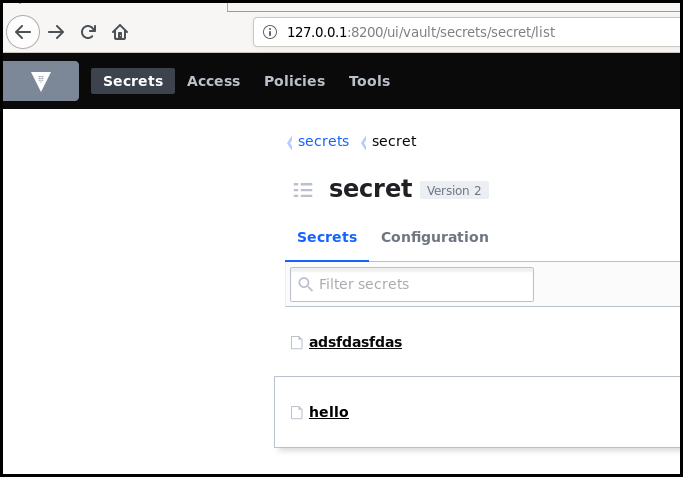 127.0.0.1:8200/ui/vault/secrets/secret/list
Secrets Access Policies Tools
secrets secret
secret Version 2
Secrets Configuration
Filter secrets
adsfdasfdas
hello